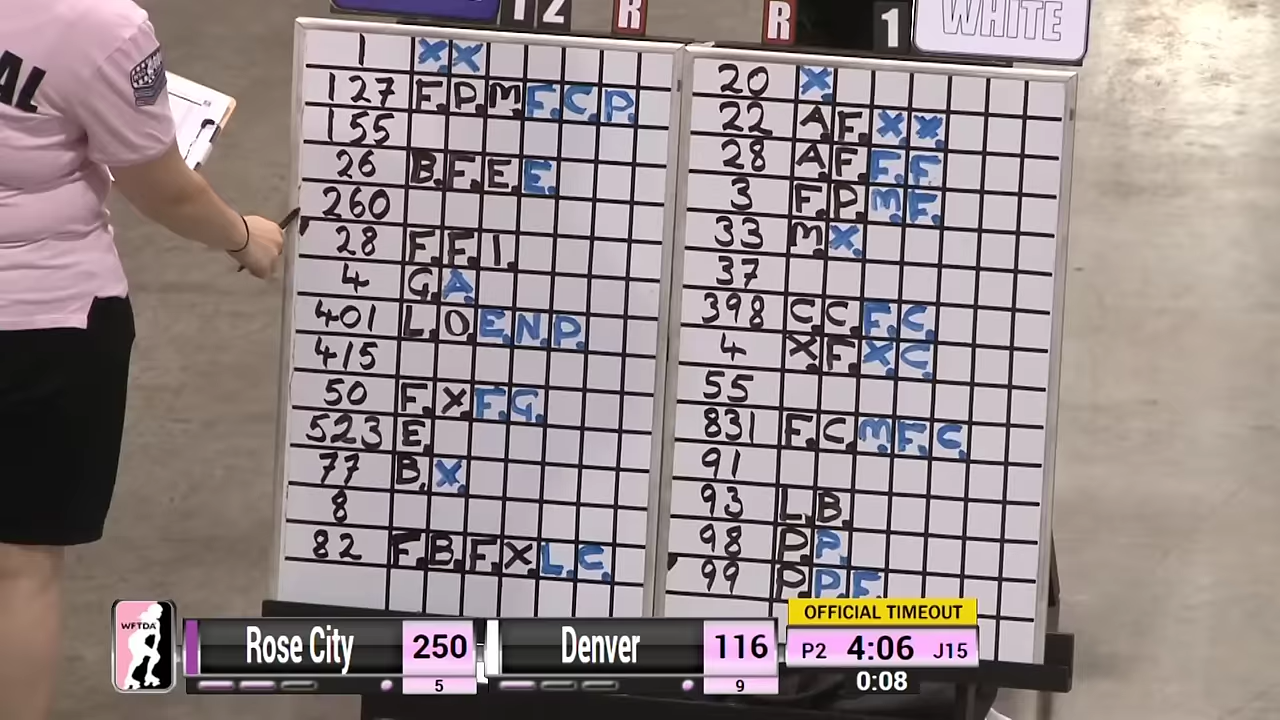 AL
12 R
R 1 WHITE
1 X. X.
127 F. P. M. F. C. P.
155
26 B. F. E. E.
260
28 F. F. I.
4 G. A.
401 L. O. E. N. P.
415
50 F. X. F. G.
523 E.
77 B. X.
8
82 F. B. F. X. L. C.
20 X.
22 A. F. X. X.
28 A. F. F. F.
3 F. P. M. F.
33 M. X.
37
398 C. C. F. C.
4 X. F. X. C.
55
831 F. C. M. F. C.
91
93 L. B.
98 P. P.
99 P. P. F.
OFFICIAL TIMEOUT
WFTDA Rose City 250 Denver 116 P2 4:06 J15
5 9 0:08